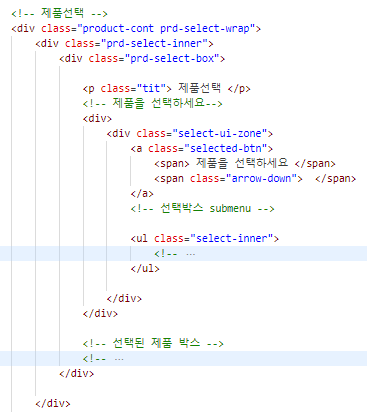 <!-- 제품선택 -->
<div class="product-cont prd-select-wrap">
<div class="prd-select-inner">
<div class="prd-select-box">
<p class="tit"> 제품선택 </p>
<!-- 제품을 선택하세요-->
<div>
<div class="select-ui-zone">
<a class="selected-btn">
<span> 제품을 선택하세요 </span>
<span class="arrow-down">  </span>
</a>
<!-- 선택박스 submenu -->
<ul class="select-inner">
<!-- ···
</ul>
</div>
</div>
<!-- 선택된 제품 박스 -->
<!-- ···
</div>
</div>